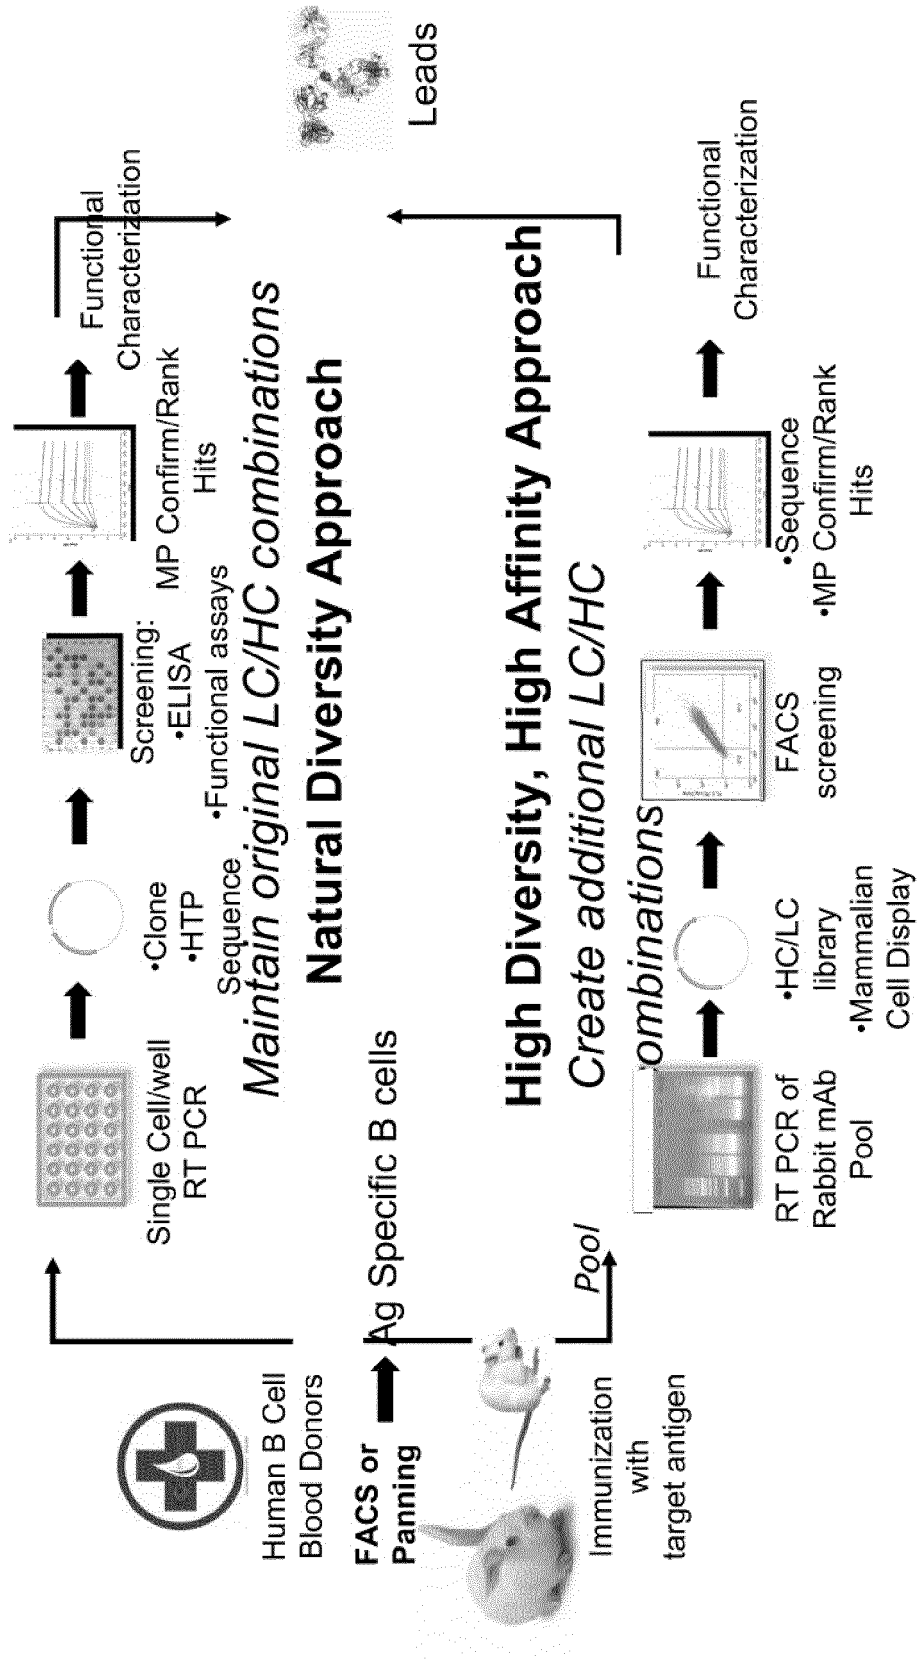 Human B Cell
Blood Donors
FACS or
Panning
Immunization
with
target antigen
Ag Specific B cells
Pool
Single Cell/well
RT PCR
•Clone
•HTP
Sequence
Screening:
•ELISA
•Functional assays
MP Confirm/Rank
Hits
Functional
Characterization
Maintain original LC/HC combinations
Natural Diversity Approach
High Diversity, High Affinity Approach
Create additional LC/HC
ombinations
RT PCR of
Rabbit mAb
Pool
•HC/LC
library
•Mammalian
Cell Display
FACS
screening
•Sequence
•MP Confirm/Rank
Hits
Functional
Characterization
Leads